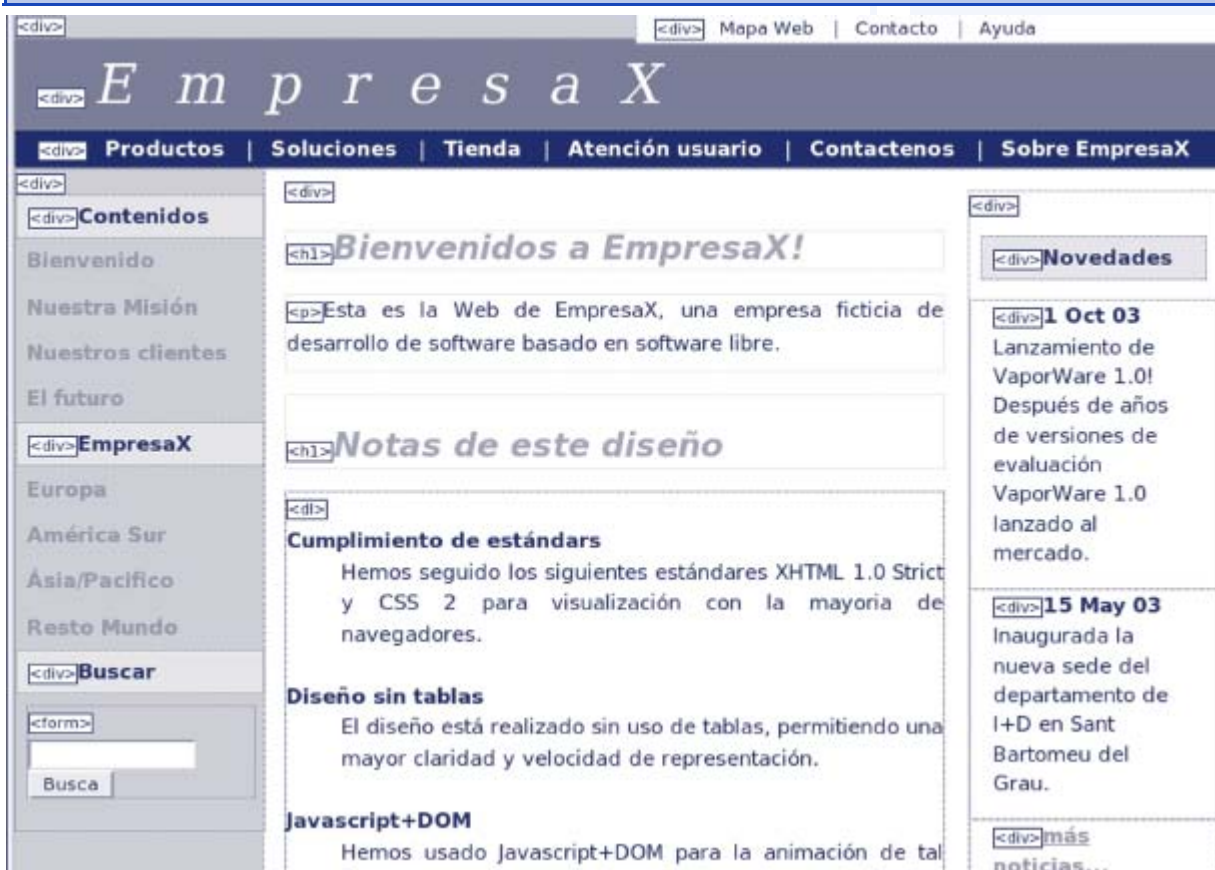 <div>
<div> Mapa Web | Contacto | Ayuda
<div> E m p r e s a X
<div> Productos | Soluciones | Tienda | Atención usuario | Contactenos | Sobre EmpresaX
<div>
<div>Contenidos
Bienvenido
Nuestra Misión
Nuestros clientes
El futuro
<div>EmpresaX
Europa
América Sur
Ásia/Pacifico
Resto Mundo
<div>Buscar
<form>
Busca
<div>
<h1>Bienvenidos a EmpresaX!
<p>Esta es la Web de EmpresaX, una empresa ficticia de
desarrollo de software basado en software libre.
<h1>Notas de este diseño
<dl>
Cumplimiento de estándars
Hemos seguido los siguientes estándares XHTML 1.0 Strict
y CSS 2 para visualización con la mayoria de
navegadores.
Diseño sin tablas
El diseño está realizado sin uso de tablas, permitiendo una
mayor claridad y velocidad de representación.
Javascript+DOM
Hemos usado Javascript+DOM para la animación de tal
<div>
<div>Novedades
<div>1 Oct 03
Lanzamiento de
VaporWare 1.0!
Después de años
de versiones de
evaluación
VaporWare 1.0
lanzado al
mercado.
<div>15 May 03
Inaugurada la
nueva sede del
departamento de
I+D en Sant
Bartomeu del
Grau.
<div>más
noticias...